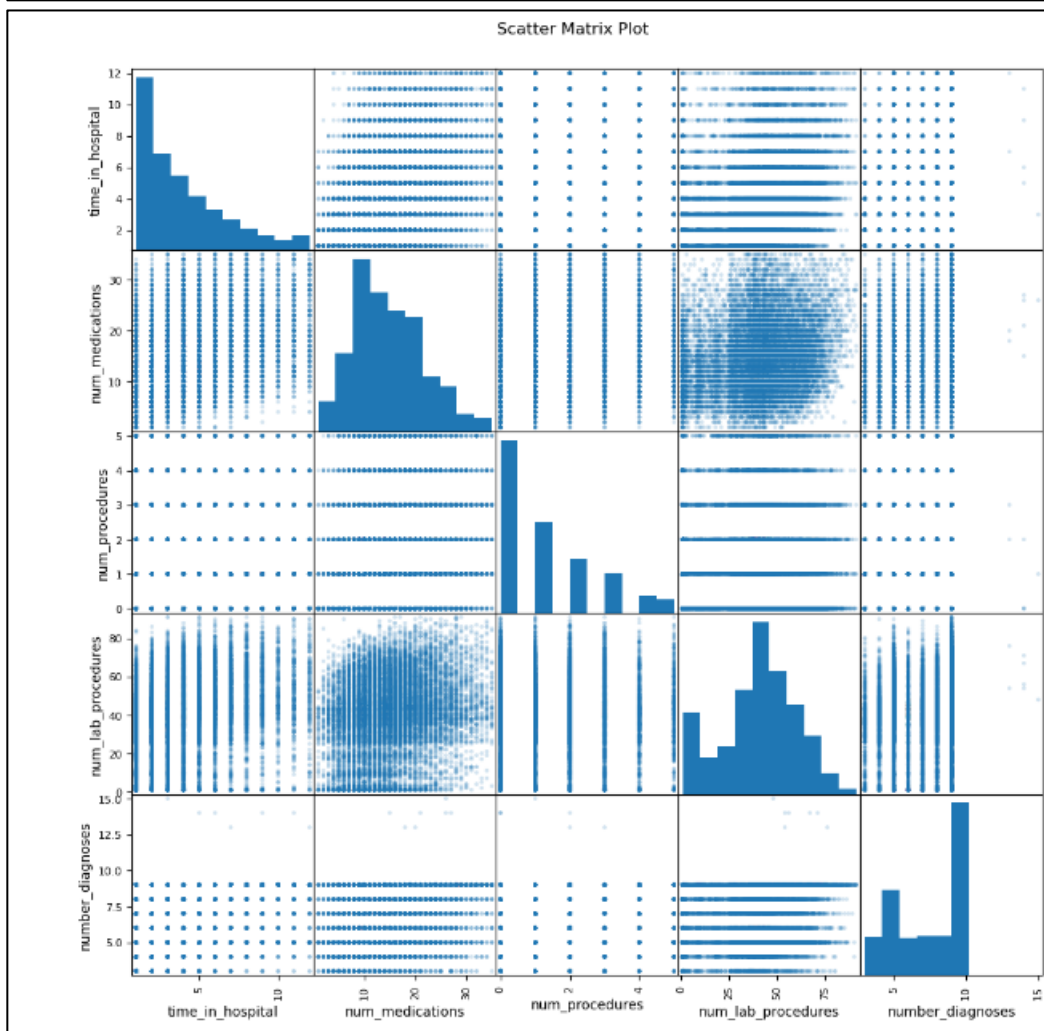 Scatter Matrix Plot
12
10
8
6
4
2
time_in_hospital
30
20
10
num_medications
5
4
3
2
1
0
num_procedures
80
60
40
20
0
num_lab_procedures
15.0
12.5
10.0
7.5
5.0
number_diagnoses
5 10
10 20 30
0 2 4
0 25 50 75
5 10 15
time_in_hospital num_medications num_procedures num_lab_procedures number_diagnoses